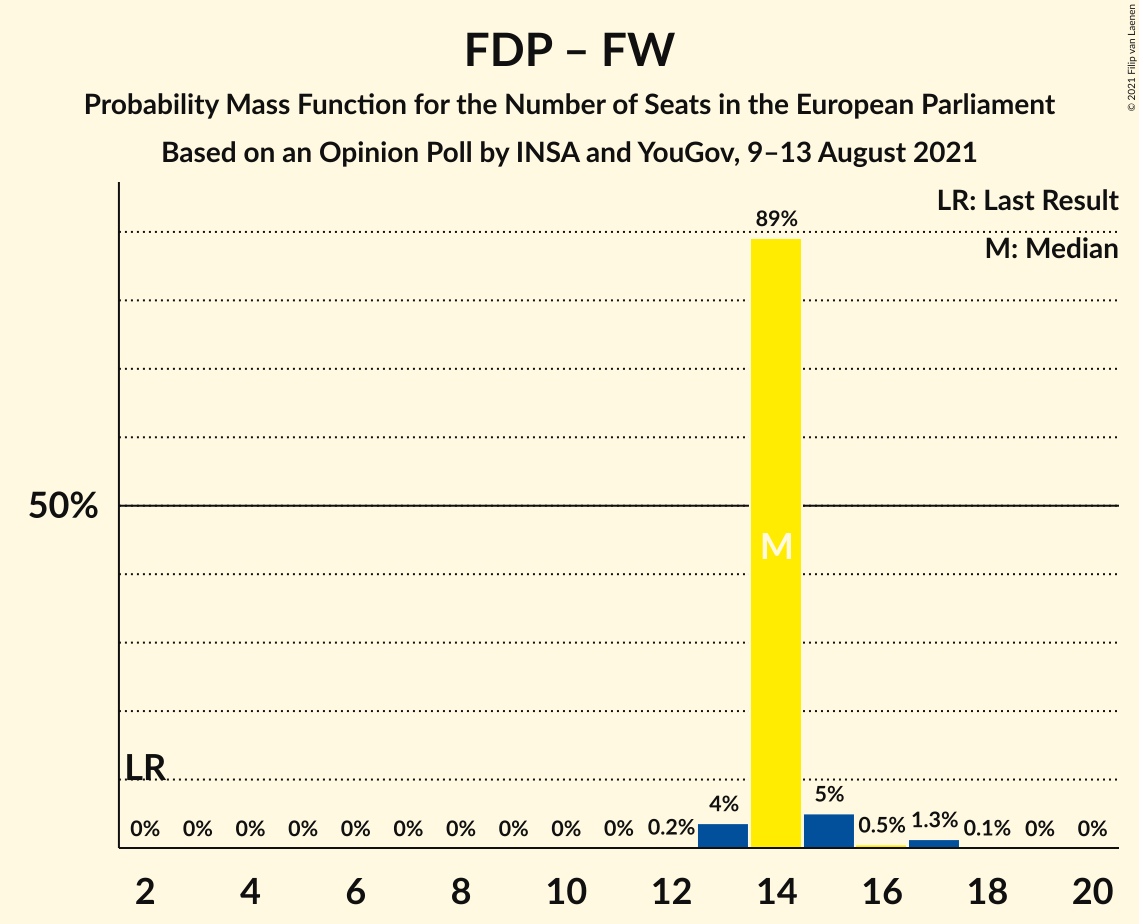 FDP – FW
Probability Mass Function for the Number of Seats in the European Parliament
Based on an Opinion Poll by INSA and YouGov, 9–13 August 2021
© 2021 Filip van Laenen
LR: Last Result
M: Median
89%
50%
M
LR
0% 0% 0% 0% 0% 0% 0% 0% 0% 0% 0.2% 4% 5% 0.5% 1.3% 0.1% 0% 0%
2 4 6 8 10 12 14 16 18 20